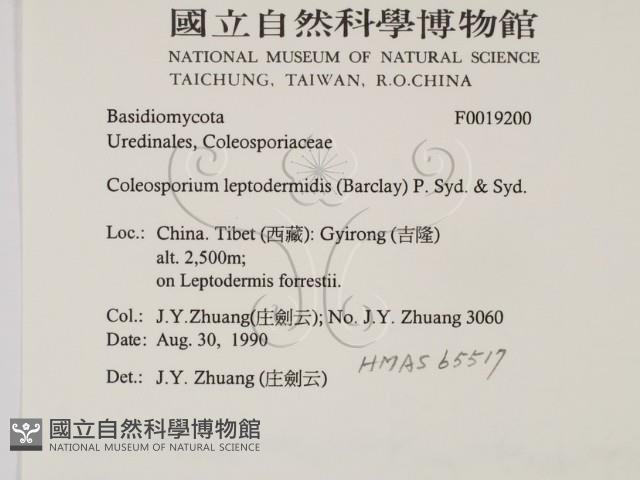 國立自然科學博物館
NATIONAL MUSEUM OF NATURAL SCIENCE
TAICHUNG, TAIWAN, R.O.CHINA
Basidiomycota F0019200
Uredinales, Coleosporiaceae
Coleosporium leptodermidis (Barclay) P. Syd. & Syd.
Loc.: China. Tibet (西藏): Gyirong (吉隆)
alt. 2,500m;
on Leptodermis forrestii.
Col.: J.Y.Zhuang(庄劍云); No. J.Y. Zhuang 3060
Date: Aug. 30, 1990
HMAS 65517
Det.: J.Y. Zhuang (庄劍云)
國立自然科學博物館
NATIONAL MUSEUM OF NATURAL SCIENCE